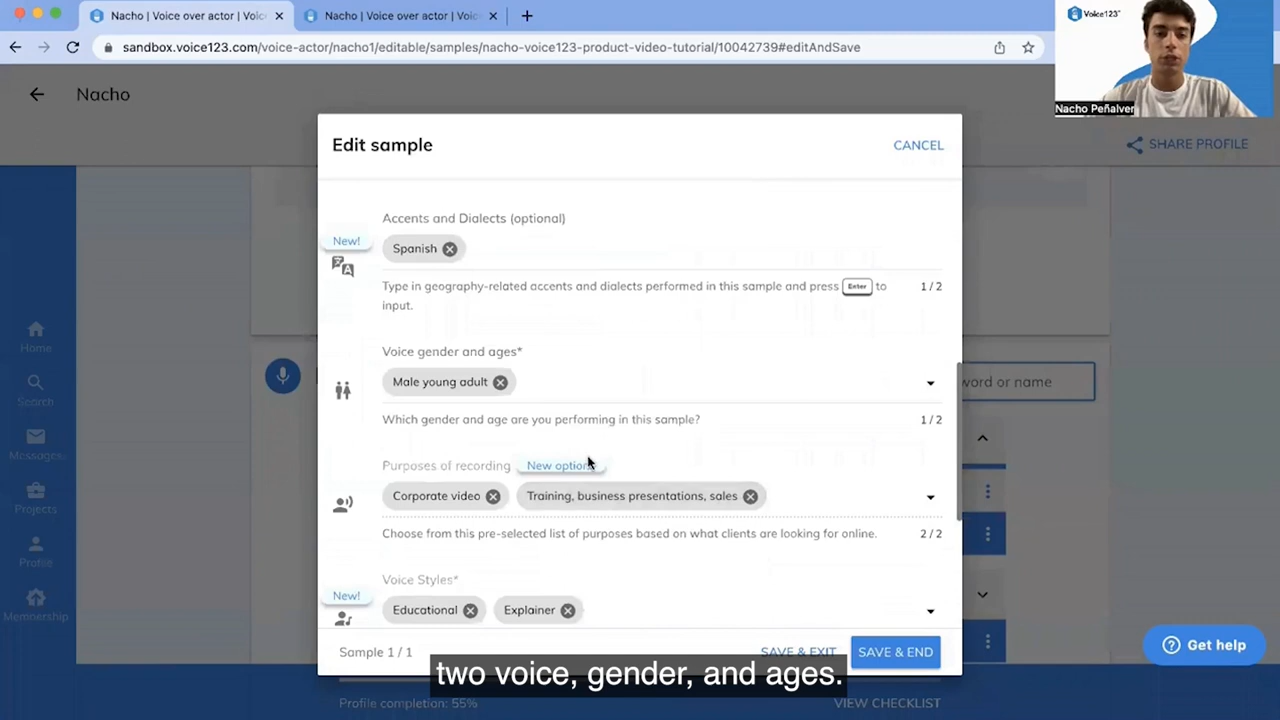 Nacho | Voice over actor | Voice
Nacho | Voice over actor | Voice
sandbox.voice123.com/voice-actor/nacho1/editable/samples/nacho-voice123-product-video-tutorial/10042739#editAndSave
Voice123
Nacho Peñalver
Nacho
SHARE PROFILE
Edit sample
CANCEL
Accents and Dialects (optional)
New!
Spanish
Type in geography-related accents and dialects performed in this sample and press Enter to
input.
1 / 2
Voice gender and ages*
Male young adult
Which gender and age are you performing in this sample?
1 / 2
Purposes of recording
New options
Corporate video
Training, business presentations, sales
Choose from this pre-selected list of purposes based on what clients are looking for online.
2 / 2
Voice Styles*
New!
Educational
Explainer
Sample 1 / 1
SAVE & EXIT
SAVE & END
word or name
Home
Search
Messages
Projects
Profile
Membership
Get help
two voice, gender, and ages.
Profile completion: 55%
VIEW CHECKLIST